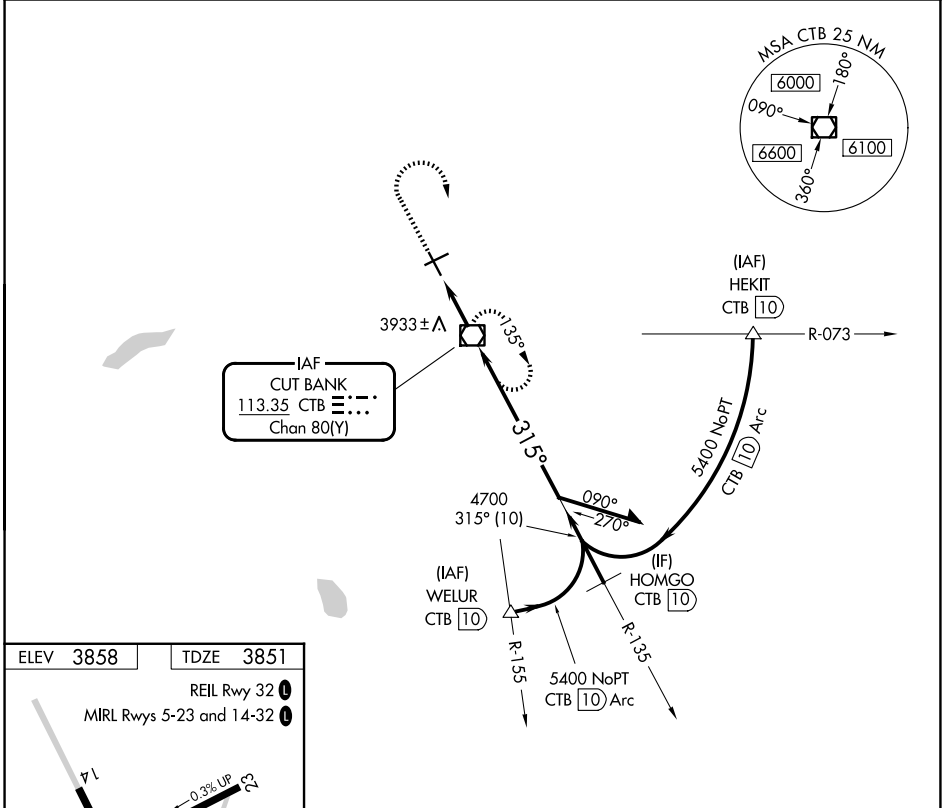 MSA CTB 25 NM
6000
180°
090°
6600
6100
360°
(IAF)
HEKIT
CTB 10
R-073
3933±
135°
IAF
CUT BANK
113.35 CTB
Chan 80(Y)
315°
5400 NoPT
CTB 10 Arc
4700
315° (10)
090°
270°
(IAF)
WELUR
CTB 10
(IF)
HOMGO
CTB 10
R-155
R-135
5400 NoPT
CTB 10 Arc
ELEV 3858
TDZE 3851
REIL Rwy 32 L
MIRL Rwys 5-23 and 14-32 L
14
0.3% UP
23